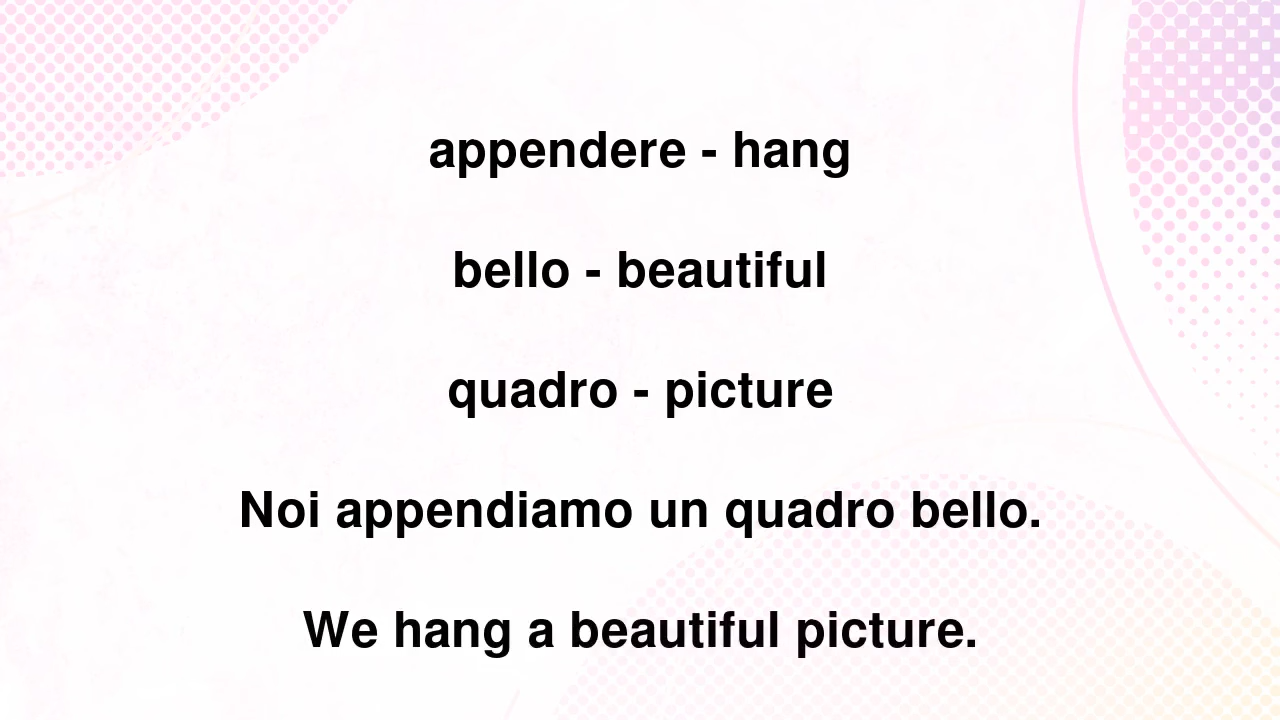 appendere - hang
bello - beautiful
quadro - picture
Noi appendiamo un quadro bello.
We hang a beautiful picture.